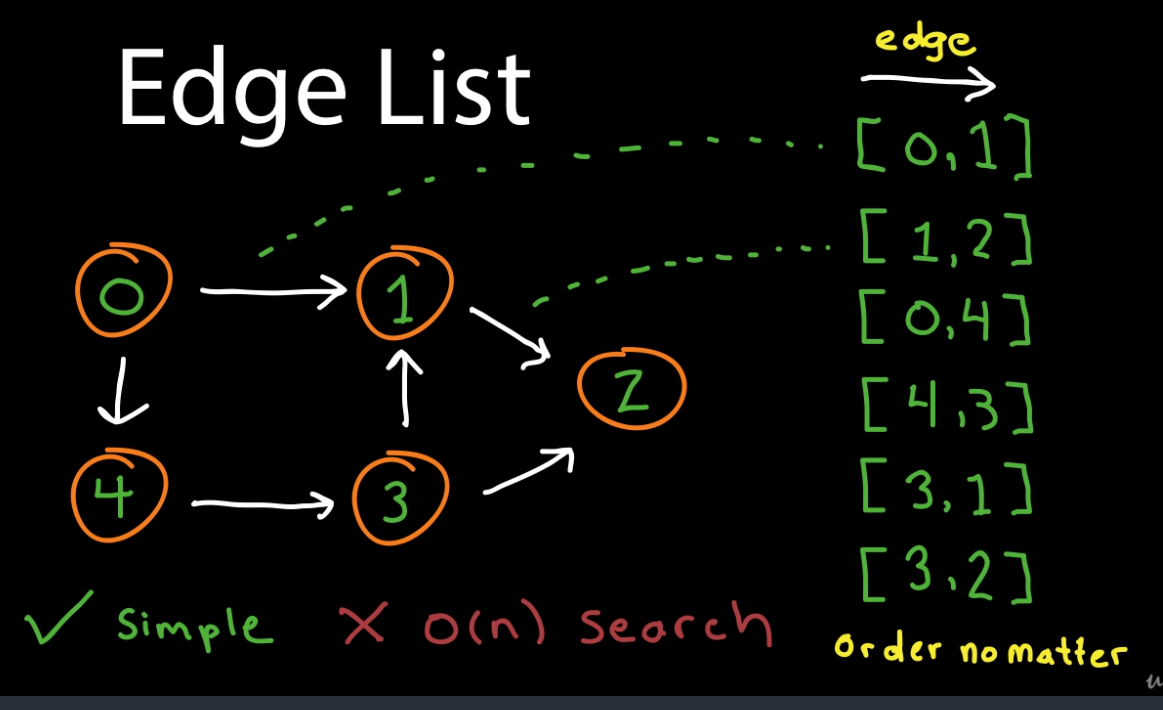 Edge List
edge
[0,1]
[1,2]
[0,4]
[4,3]
[3,1]
[3,2]
0
1
2
4
3
simple
O(n) search
order no matter